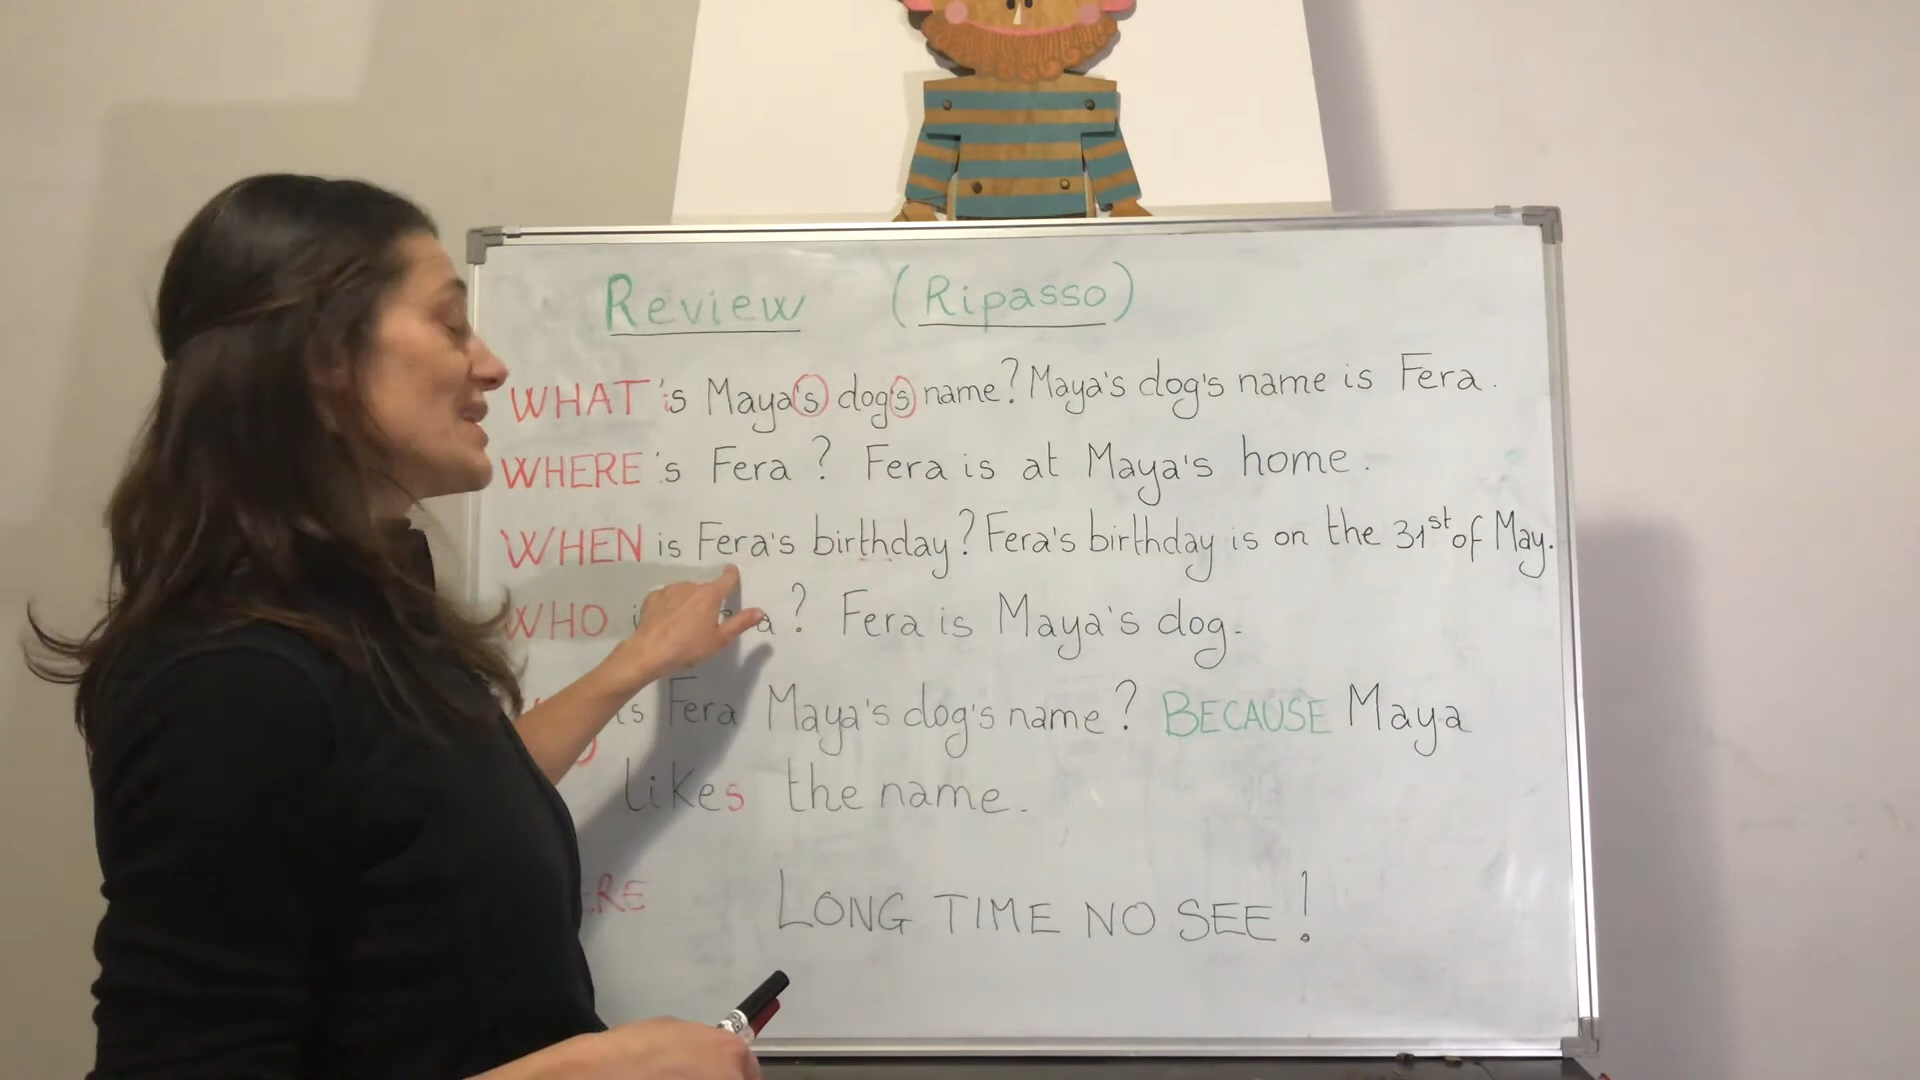 Review (Ripasso)
WHAT's Maya's dog's name? Maya's dog's name is Fera.
WHERE's Fera? Fera is at Maya's home.
WHEN is Fera's birthday? Fera's birthday is on the 31st of May.
WHO ? Fera is Maya's dog.
is Fera Maya's dog's name? BECAUSE Maya
likes the name.
LONG TIME NO SEE!